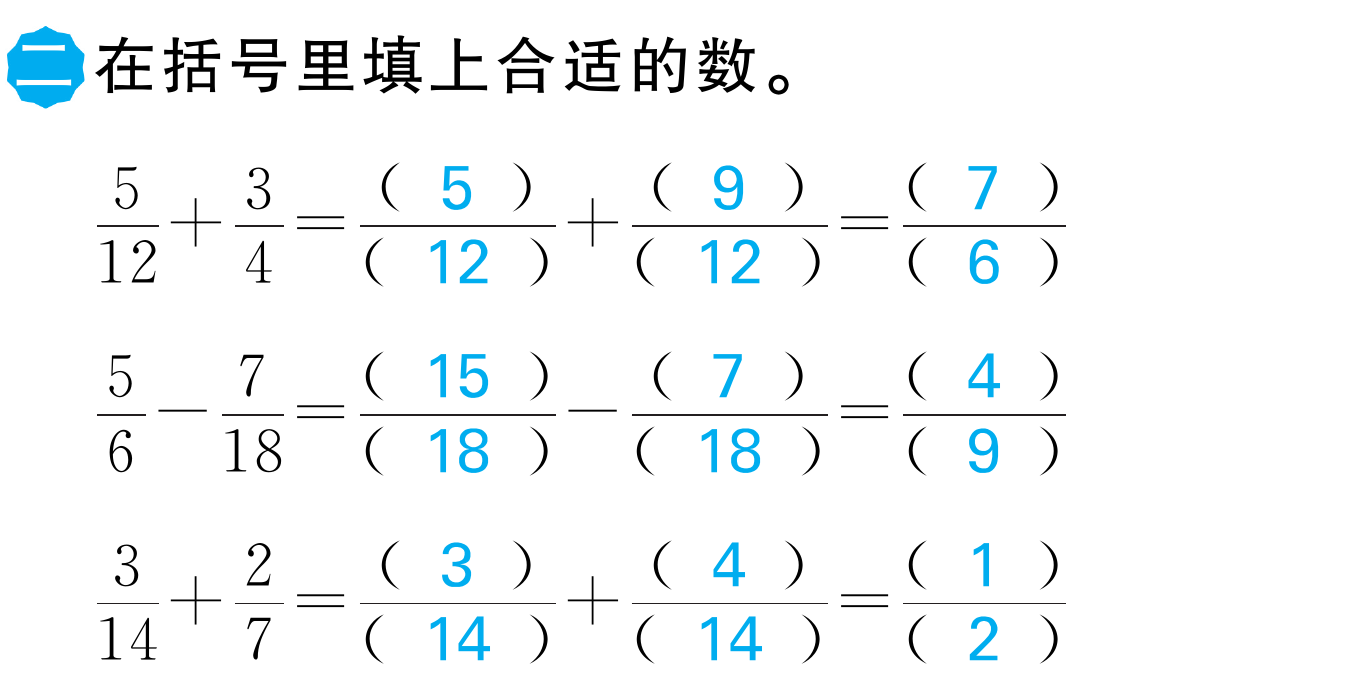 二 在括号里填上合适的数。
5/12 + 3/4 = ( 5 )/( 12 ) + ( 9 )/( 12 ) = ( 7 )/( 6 )
5/6 − 7/18 = ( 15 )/( 18 ) − ( 7 )/( 18 ) = ( 4 )/( 9 )
3/14 + 2/7 = ( 3 )/( 14 ) + ( 4 )/( 14 ) = ( 1 )/( 2 )